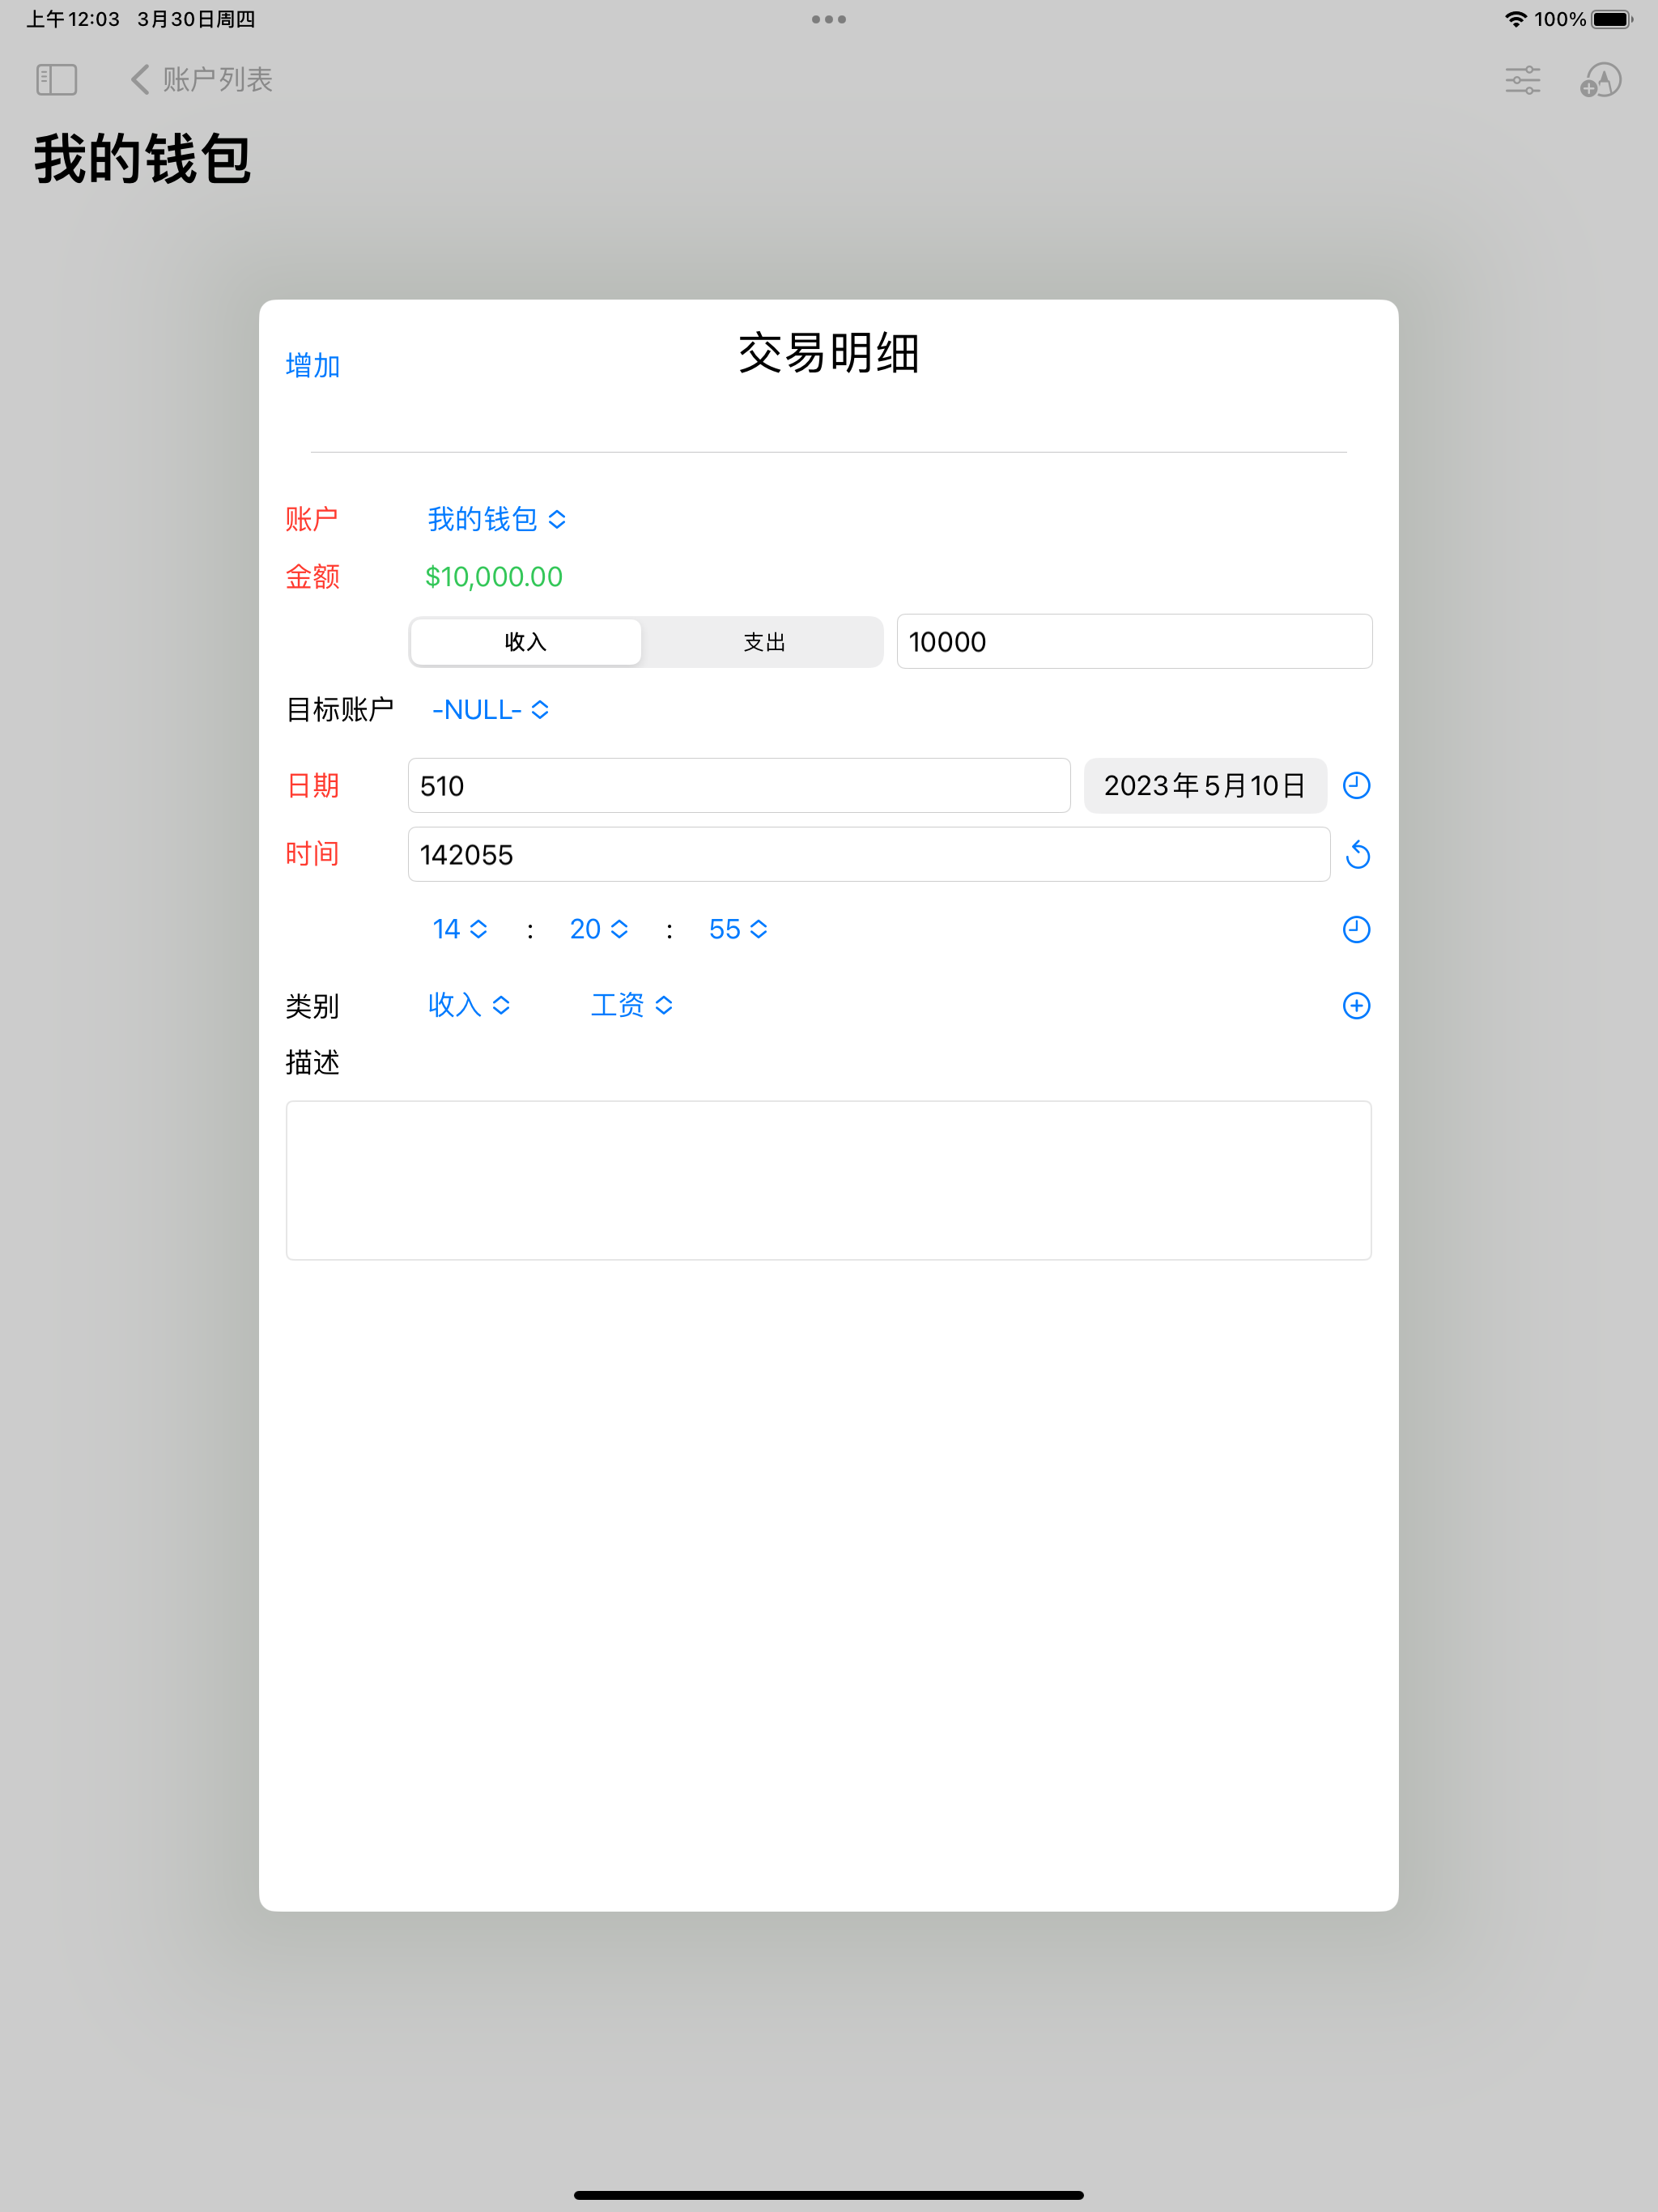 上午12:03 3月30日周四 100%
账户列表
我的钱包
增加 交易明细
账户 我的钱包
金额 $10,000.00
收入 支出 10000
目标账户 -NULL-
日期 510 2023年5月10日
时间 142055
14 : 20 : 55
类别 收入 工资
描述